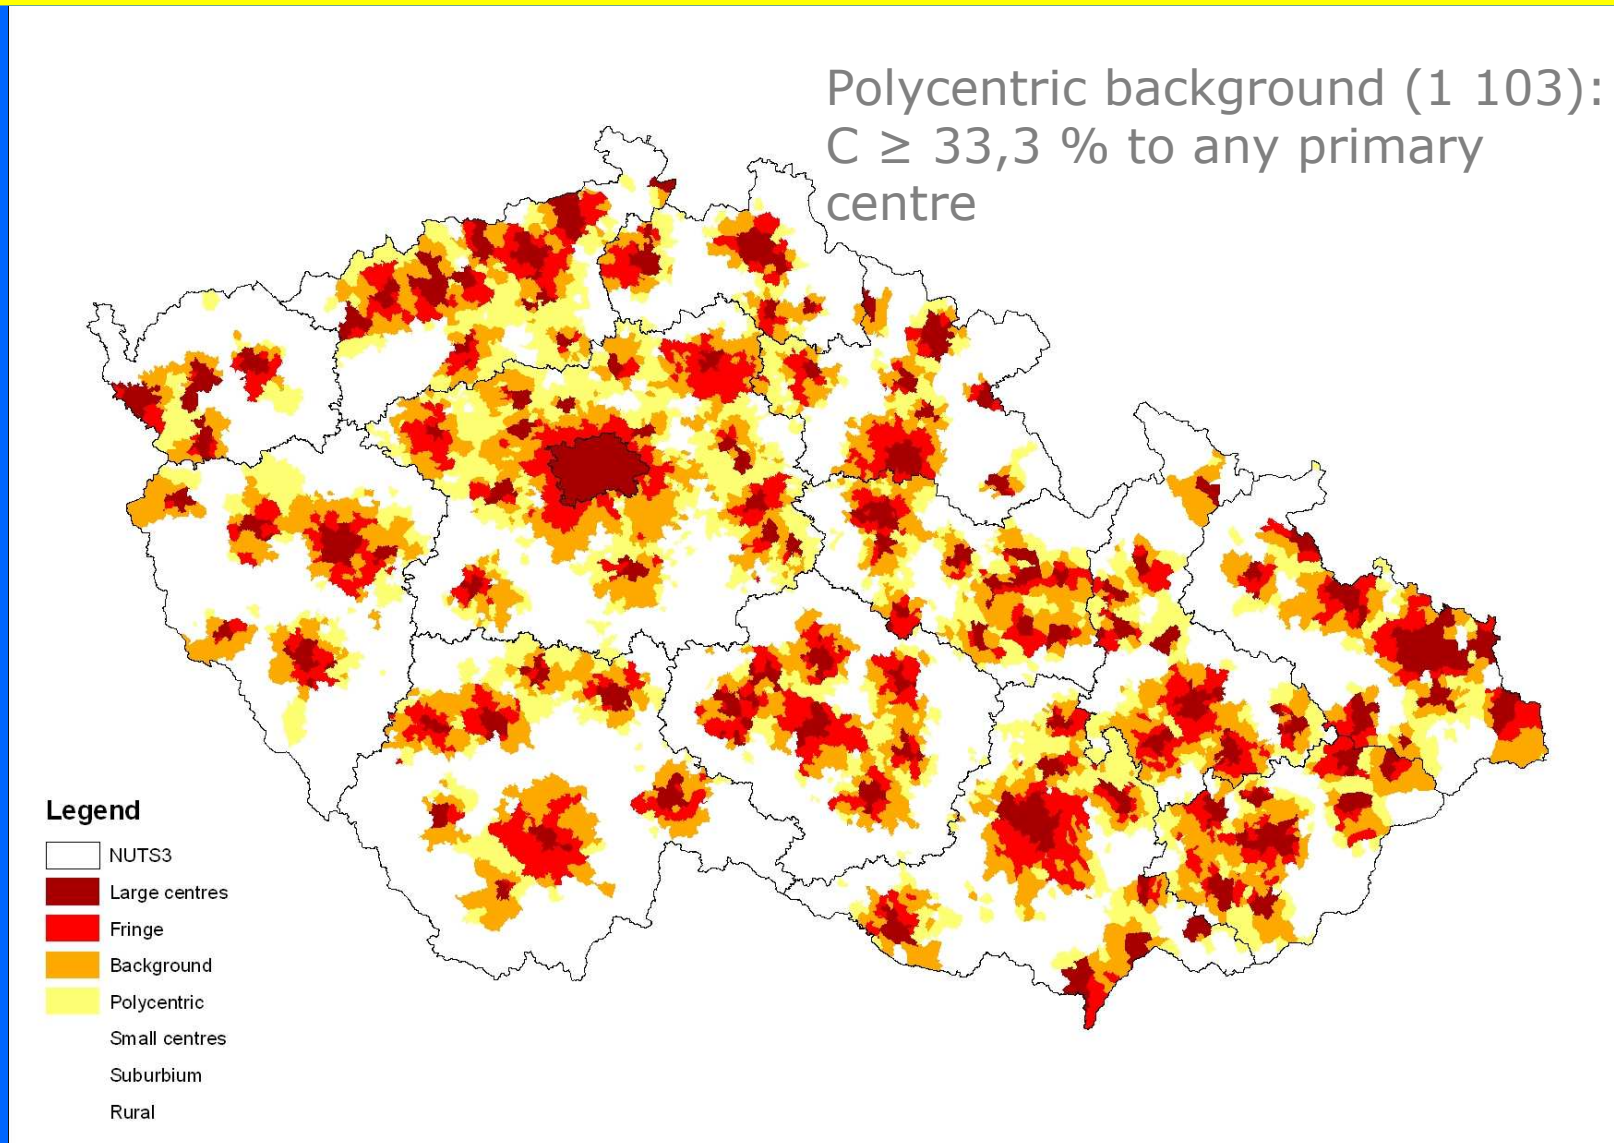 Polycentric background (1 103):
C ≥ 33,3 % to any primary
centre
Legend
NUTS3
Large centres
Fringe
Background
Polycentric
Small centres
Suburbium
Rural